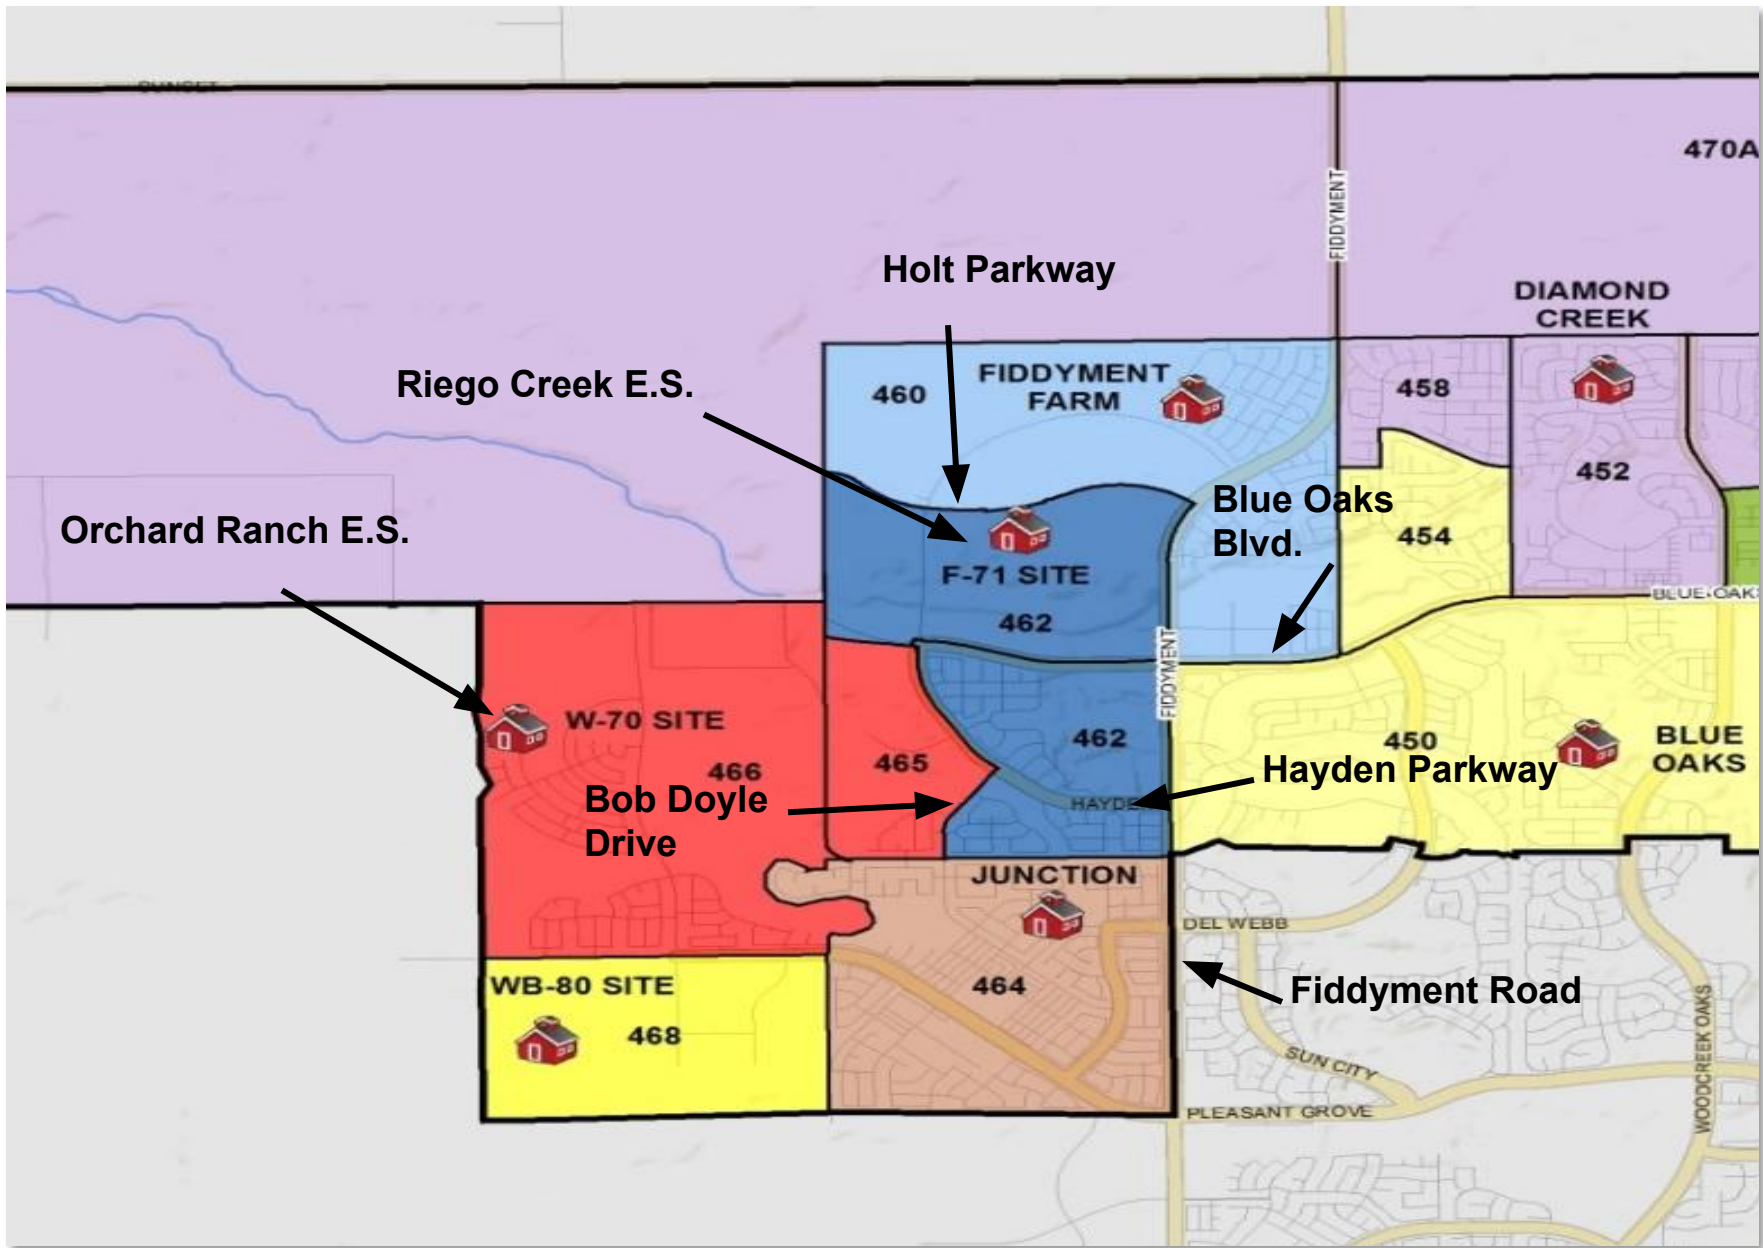 SUNSET
470A
FIDDYMENT
Holt Parkway
DIAMOND
CREEK
Riego Creek E.S.
460
FIDDYMENT
FARM
458
452
Orchard Ranch E.S.
Blue Oaks
Blvd.
454
F-71 SITE
462
BLUE OAK
FIDDYMENT
W-70 SITE
466
465
462
450
BLUE
OAKS
Hayden Parkway
Bob Doyle
Drive
HAYDE
JUNCTION
DEL WEBB
WB-80 SITE
468
464
Fiddyment Road
SUN CITY
WOODCREEK OAKS
PLEASANT GROVE